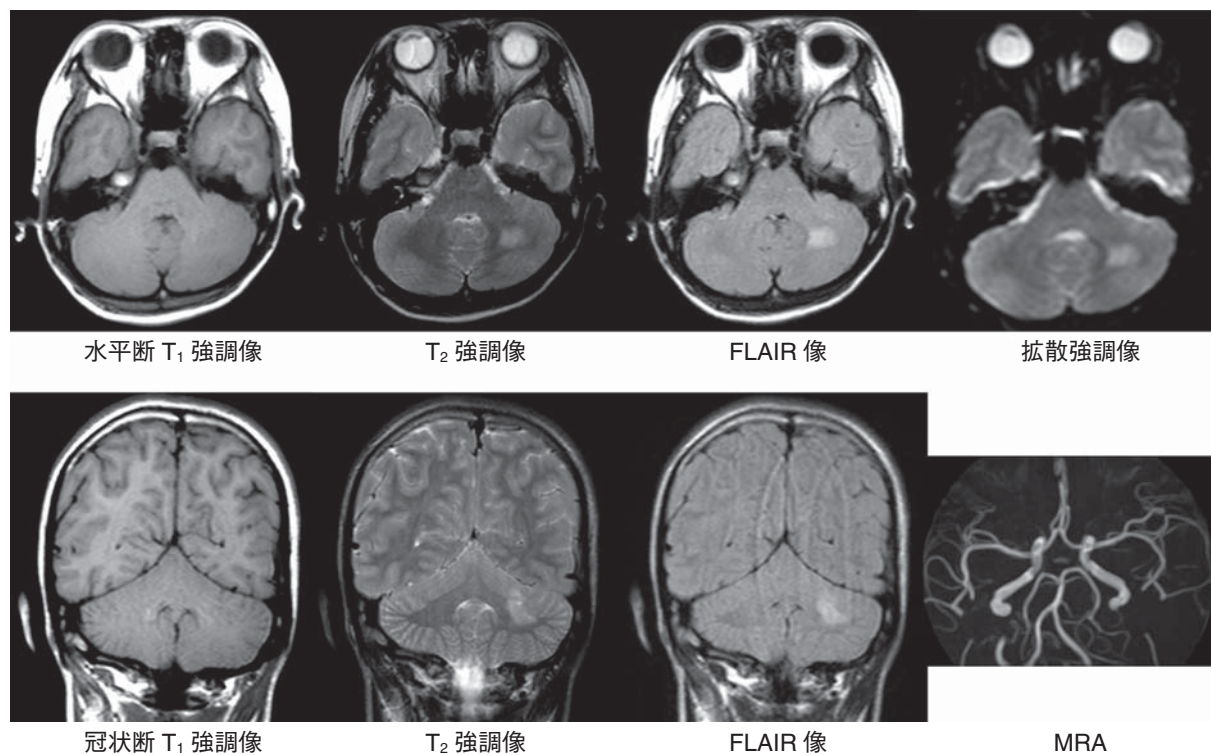 水平断 T₁ 強調像
T₂ 強調像
FLAIR 像
拡散強調像
冠状断 T₁ 強調像
T₂ 強調像
FLAIR 像
MRA